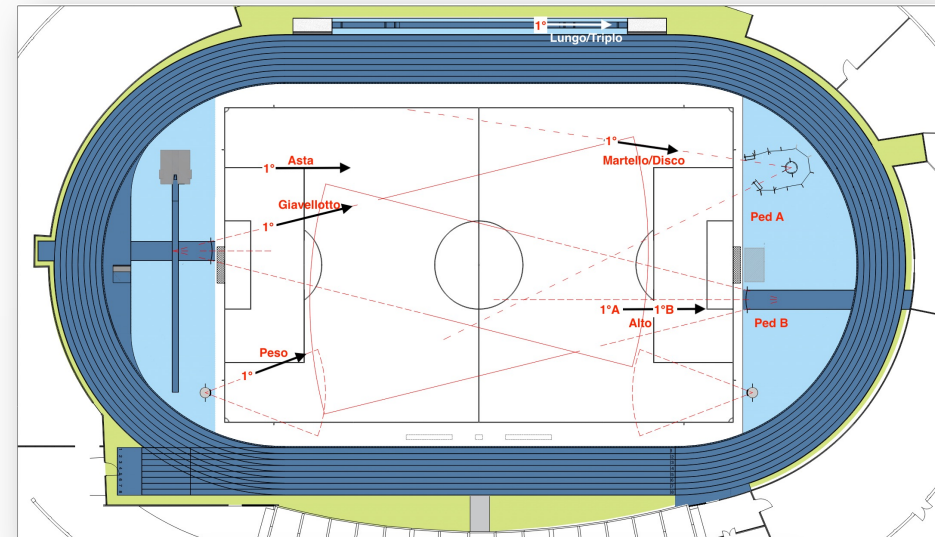 1°
Lungo/Triplo
1°
Martello/Disco
Asta
1°
Giavellotto
1°
Ped A
1°A
1°B
Alto
Ped B
Peso
1°